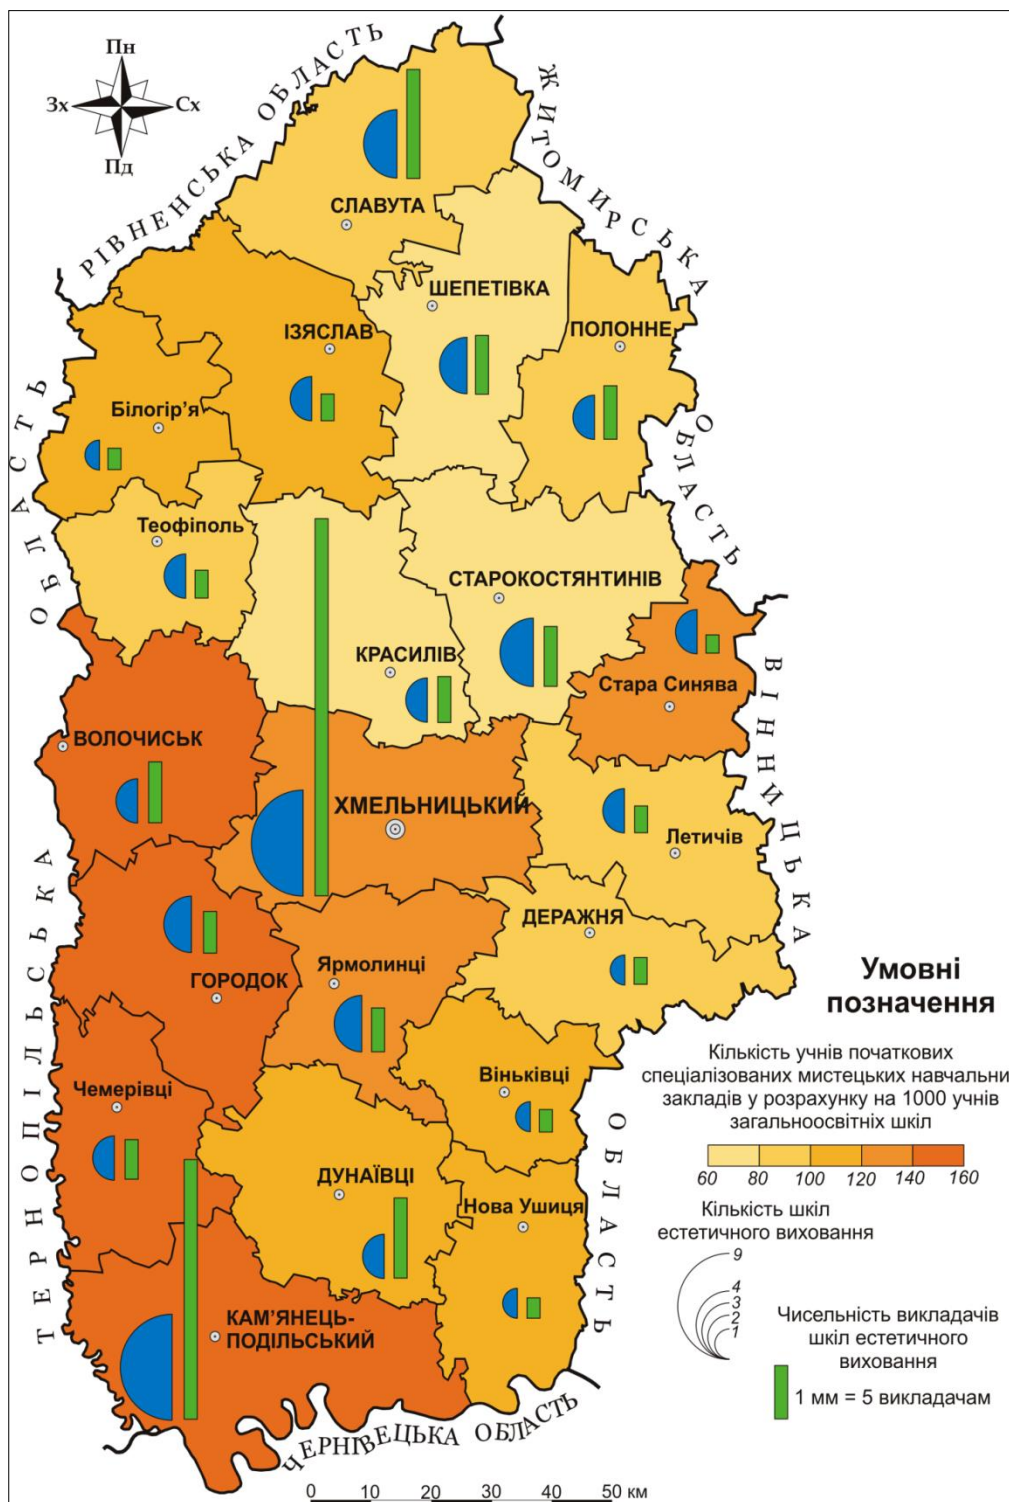 Пн
Зх
Сх
Пд
РІВНЕНСЬКА ОБЛАСТЬ
ЖИТОМИРСЬКА
ОБЛАСТЬ
СЛАВУТА
ШЕПЕТІВКА
ІЗЯСЛАВ
ПОЛОННЕ
Білогір'я
Теофіполь
СТАРОКОСТЯНТИНІВ
КРАСИЛІВ
Стара Синява
ВОЛОЧИСЬК
ХМЕЛЬНИЦЬКИЙ
Летичів
ДЕРАЖНЯ
ГОРОДОК
Ярмолинці
Віньківці
Чемерівці
ДУНАЇВЦІ
Нова Ушиця
КАМ'ЯНЕЦЬ-
ПОДІЛЬСЬКИЙ
ТЕРНОПІЛЬСЬКА
ОБЛАСТЬ
ВІННИЦЬКА
ОБЛАСТЬ
ЧЕРНІВЕЦЬКА ОБЛАСТЬ
0 10 20 30 40 50 км
Умовні
позначення
Кількість учнів початкових
спеціалізованих мистецьких навчальни
закладів у розрахунку на 1000 учнів
загальноосвітніх шкіл
60 80 100 120 140 160
Кількість шкіл
естетичного виховання
9
4
3
2
1
Чисельність викладачів
шкіл естетичного
виховання
1 мм = 5 викладачам